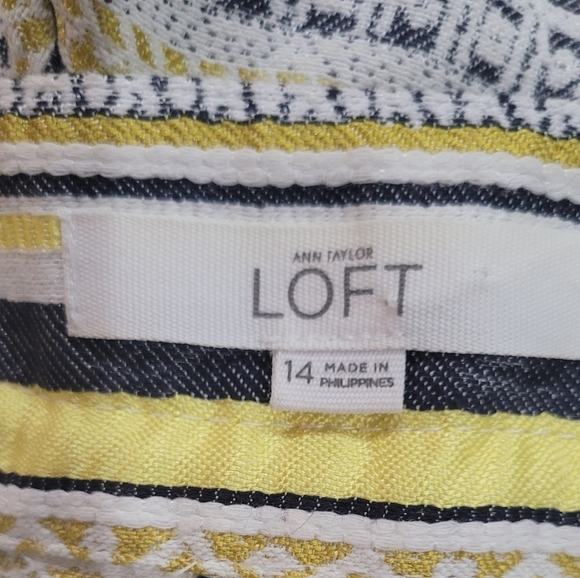 ANN TAYLOR
LOFT
14 MADE IN
PHILIPPINES